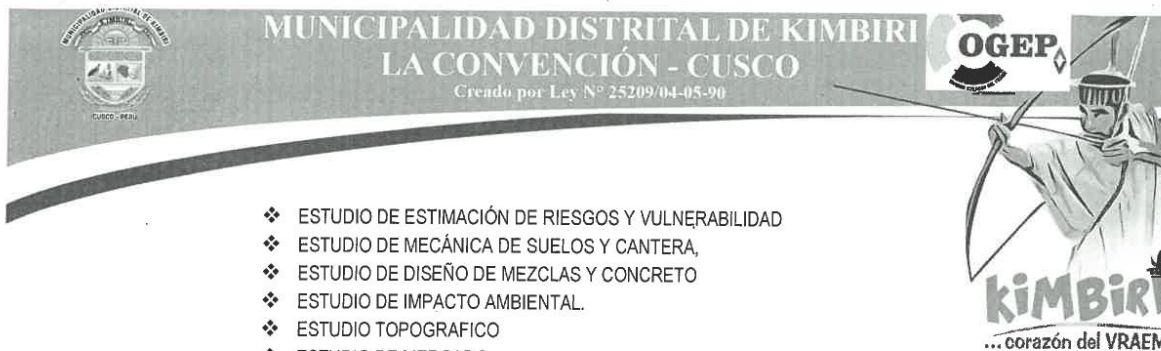 MUNICIPALIDAD DISTRITAL DE KIMBIRI
LA CONVENCIÓN - CUSCO
Creado por Ley N° 25209/04-05-90
OGEP
CUSCO - PERU
❖ ESTUDIO DE ESTIMACIÓN DE RIESGOS Y VULNERABILIDAD
❖ ESTUDIO DE MECÁNICA DE SUELOS Y CANTERA,
❖ ESTUDIO DE DISEÑO DE MEZCLAS Y CONCRETO
❖ ESTUDIO DE IMPACTO AMBIENTAL.
❖ ESTUDIO TOPOGRAFICO
KiMBiRi
... corazón del VRAEM